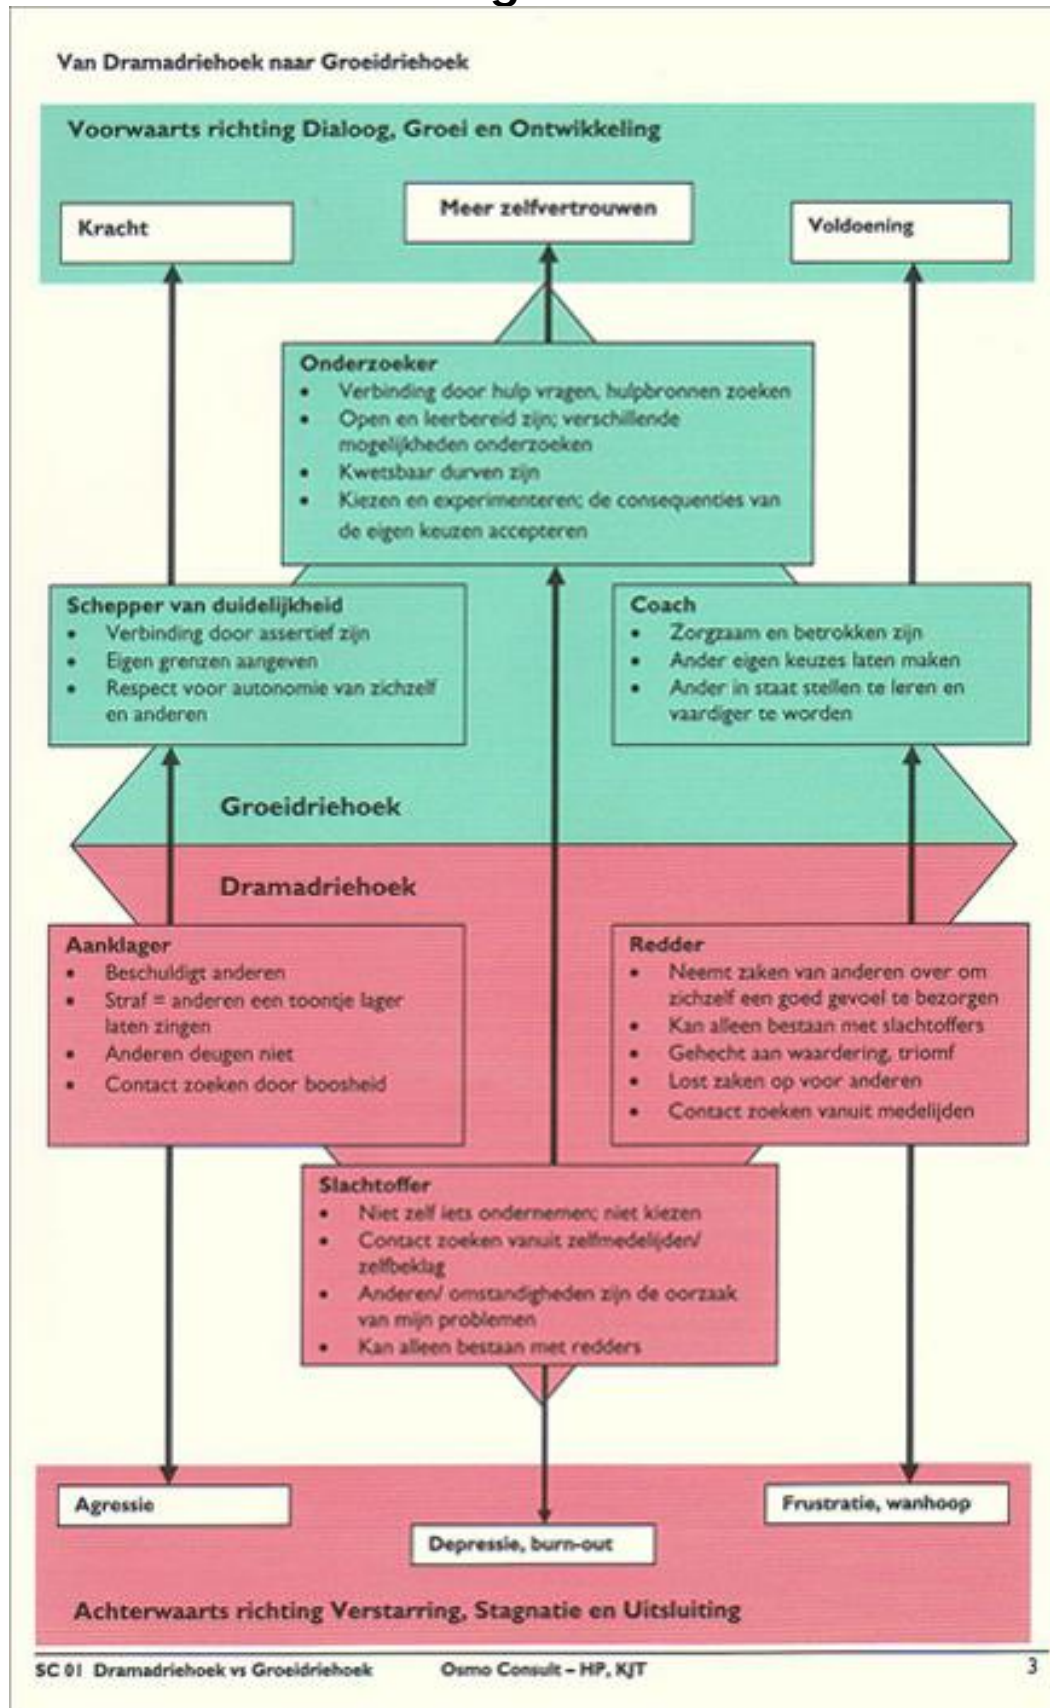 Van Dramadriehoek naar Groeidriehoek
Voorwaarts richting Dialoog, Groei en Ontwikkeling
Kracht
Meer zelfvertrouwen
Voldoening
Onderzoeker
• Verbinding door hulp vragen, hulpbronnen zoeken
• Open en leerbereid zijn; verschillende
mogelijkheden onderzoeken
• Kwetsbaar durven zijn
• Kiezen en experimenteren; de consequenties van
de eigen keuzen accepteren
Schepper van duidelijkheid
• Verbinding door assertief zijn
• Eigen grenzen aangeven
• Respect voor autonomie van zichzelf
en anderen
Coach
• Zorgzaam en betrokken zijn
• Ander eigen keuzes laten maken
• Ander in staat stellen te leren en
vaardiger te worden
Groeidriehoek
Dramadriehoek
Aanklager
• Beschuldigt anderen
• Straf = anderen een toontje lager
laten zingen
• Anderen deugen niet
• Contact zoeken door boosheid
Redder
• Neemt zaken van anderen over om
zichzelf een goed gevoel te bezorgen
• Kan alleen bestaan met slachtoffers
• Gehecht aan waardering, triomf
• Lost zaken op voor anderen
• Contact zoeken vanuit medelijden
Slachtoffer
• Niet zelf iets ondernemen; niet kiezen
• Contact zoeken vanuit zelfmedelijden/
zelfbeklag
• Anderen/ omstandigheden zijn de oorzaak
van mijn problemen
• Kan alleen bestaan met redders
Agressie
Depressie, burn-out
Frustratie, wanhoop
Achterwaarts richting Verstarring, Stagnatie en Uitsluiting
SC 01 Dramadriehoek vs Groeidriehoek Osmo Consult – HP, KJT 3